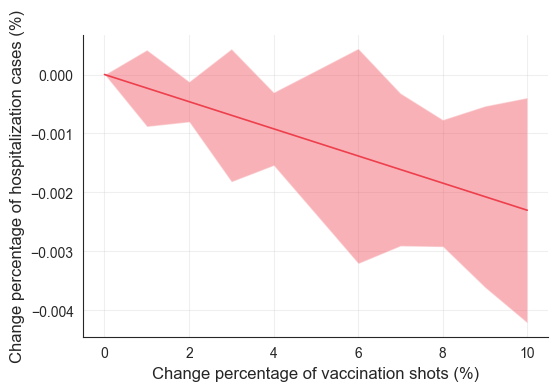 Change percentage of hospitalization cases (%)
0.000
−0.001
−0.002
−0.003
−0.004
0 2 4 6 8 10
Change percentage of vaccination shots (%)